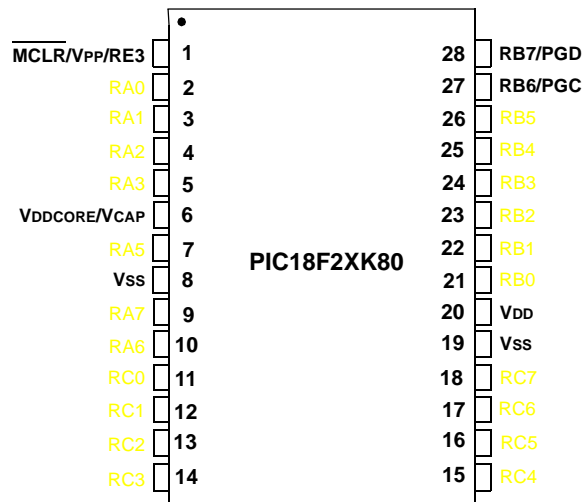 MCLR/VPP/RE3 1 28 RB7/PGD
RA0 2 27 RB6/PGC
RA1 3 26 RB5
RA2 4 25 RB4
RA3 5 24 RB3
VDDCORE/VCAP 6 23 RB2
RA5 7 22 RB1
PIC18F2XK80
VSS 8 21 RB0
RA7 9 20 VDD
RA6 10 19 VSS
RC0 11 18 RC7
RC1 12 17 RC6
RC2 13 16 RC5
RC3 14 15 RC4